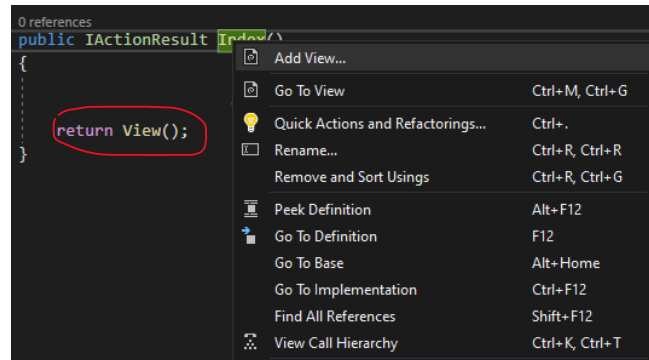 0 references
public IActionResult Index()
{
Add View...
Go To View Ctrl+M, Ctrl+G
return View();
Quick Actions and Refactorings... Ctrl+.
Rename... Ctrl+R, Ctrl+R
}
Remove and Sort Usings Ctrl+R, Ctrl+G
Peek Definition Alt+F12
Go To Definition F12
Go To Base Alt+Home
Go To Implementation Ctrl+F12
Find All References Shift+F12
View Call Hierarchy Ctrl+K, Ctrl+T